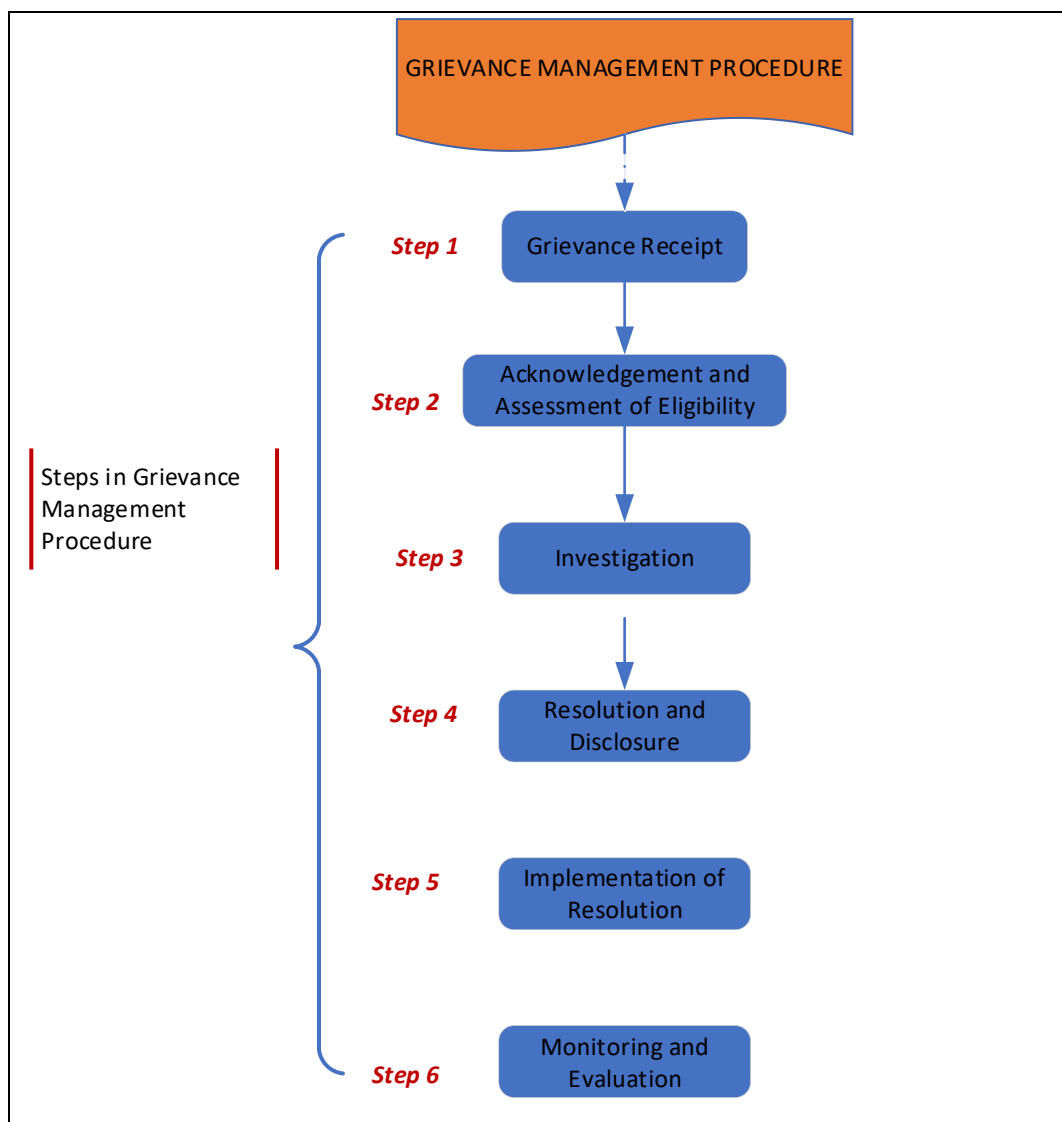 GRIEVANCE MANAGEMENT PROCEDURE
Step 1
Grievance Receipt
Step 2
Acknowledgement and
Assessment of Eligibility
Steps in Grievance
Management
Procedure
Step 3
Investigation
Step 4
Resolution and
Disclosure
Step 5
Implementation of
Resolution
Step 6
Monitoring and
Evaluation